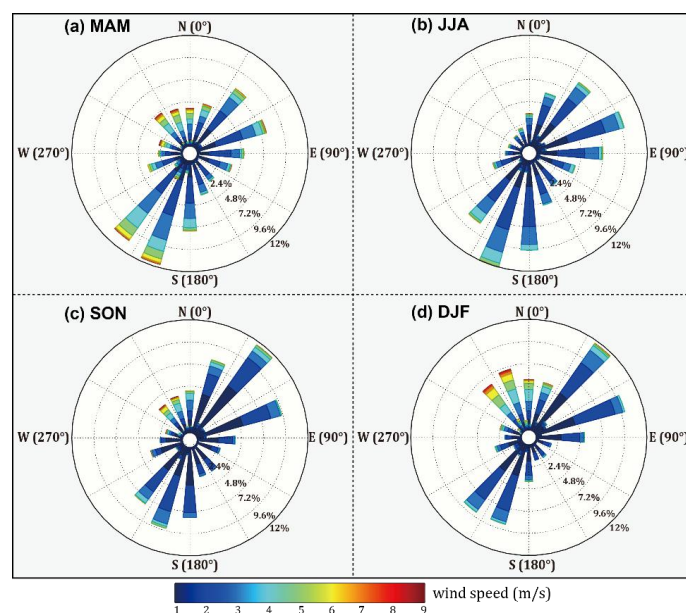 (a) MAM
N (0°)
W (270°)
E (90°)
2.4%
4.8%
7.2%
9.6%
12%
S (180°)
(b) JJA
N (0°)
W (270°)
E (90°)
2.4%
4.8%
7.2%
9.6%
12%
S (180°)
(c) SON
N (0°)
W (270°)
E (90°)
2.4%
4.8%
7.2%
9.6%
12%
S (180°)
(d) DJF
N (0°)
W (270°)
E (90°)
2.4%
4.8%
7.2%
9.6%
12%
S (180°)
wind speed (m/s)
1 2 3 4 5 6 7 8 9